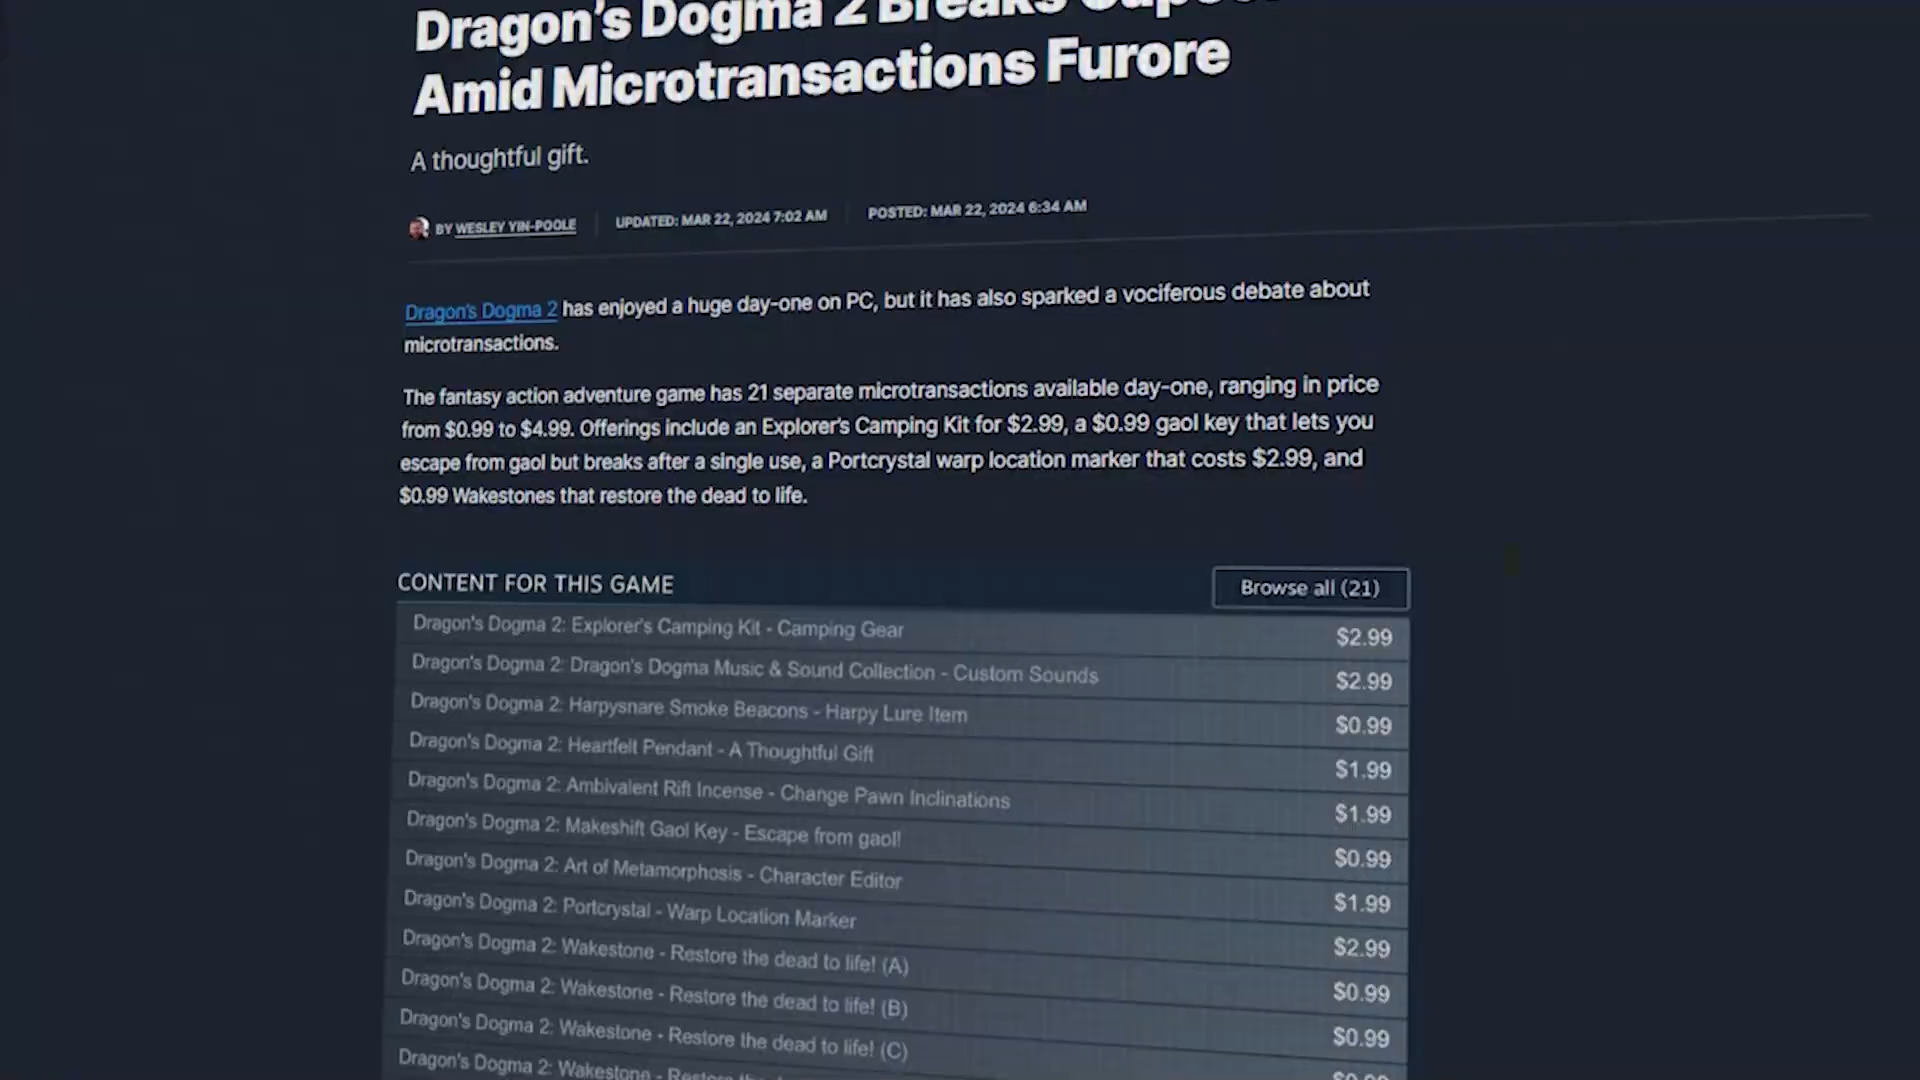 Dragon's Dogma 2 Breaks
Amid Microtransactions Furore
A thoughtful gift.
BY WESLEY YIN-POOLE UPDATED: MAR 22, 2024 7:02 AM POSTED: MAR 22, 2024 6:34 AM
Dragon's Dogma 2 has enjoyed a huge day-one on PC, but it has also sparked a vociferous debate about
microtransactions.
The fantasy action adventure game has 21 separate microtransactions available day-one, ranging in price
from $0.99 to $4.99. Offerings include an Explorer's Camping Kit for $2.99, a $0.99 gaol key that lets you
escape from gaol but breaks after a single use, a Portcrystal warp location marker that costs $2.99, and
$0.99 Wakestones that restore the dead to life.
CONTENT FOR THIS GAME Browse all (21)
Dragon's Dogma 2: Explorer's Camping Kit - Camping Gear $2.99
Dragon's Dogma 2: Dragon's Dogma Music & Sound Collection - Custom Sounds $2.99
Dragon's Dogma 2: Harpysnare Smoke Beacons - Harpy Lure Item $0.99
Dragon's Dogma 2: Heartfelt Pendant - A Thoughtful Gift $1.99
Dragon's Dogma 2: Ambivalent Rift Incense - Change Pawn Inclinations $1.99
Dragon's Dogma 2: Makeshift Gaol Key - Escape from gaol! $0.99
Dragon's Dogma 2: Art of Metamorphosis - Character Editor $1.99
Dragon's Dogma 2: Portcrystal - Warp Location Marker $2.99
Dragon's Dogma 2: Wakestone - Restore the dead to life! (A) $0.99
Dragon's Dogma 2: Wakestone - Restore the dead to life! (B) $0.99
Dragon's Dogma 2: Wakestone - Restore the dead to life! (C)
Dragon's Dogma 2: Wakestone - Restore